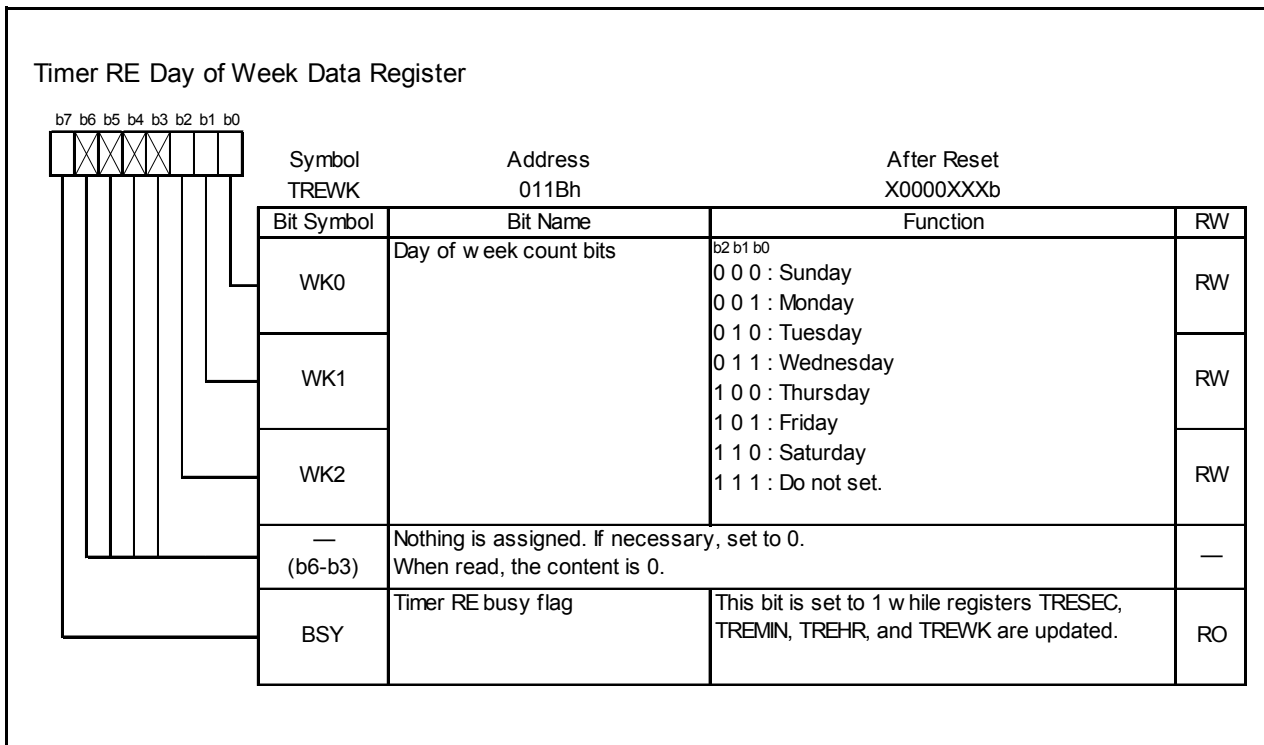 Timer RE Day of Week Data Register
b7 b6 b5 b4 b3 b2 b1 b0
Symbol Address After Reset
TREWK 011Bh X0000XXXb
Bit Symbol Bit Name Function RW
WK0 Day of week count bits b2 b1 b0
0 0 0 : Sunday
0 0 1 : Monday
0 1 0 : Tuesday
RW
WK1 0 1 1 : Wednesday
1 0 0 : Thursday
1 0 1 : Friday
RW
WK2 1 1 0 : Saturday
1 1 1 : Do not set.
RW
—
(b6-b3)
Nothing is assigned. If necessary, set to 0.
When read, the content is 0.
—
BSY
Timer RE busy flag
This bit is set to 1 while registers TRESEC,
TREMIN, TREHR, and TREWK are updated.
RO